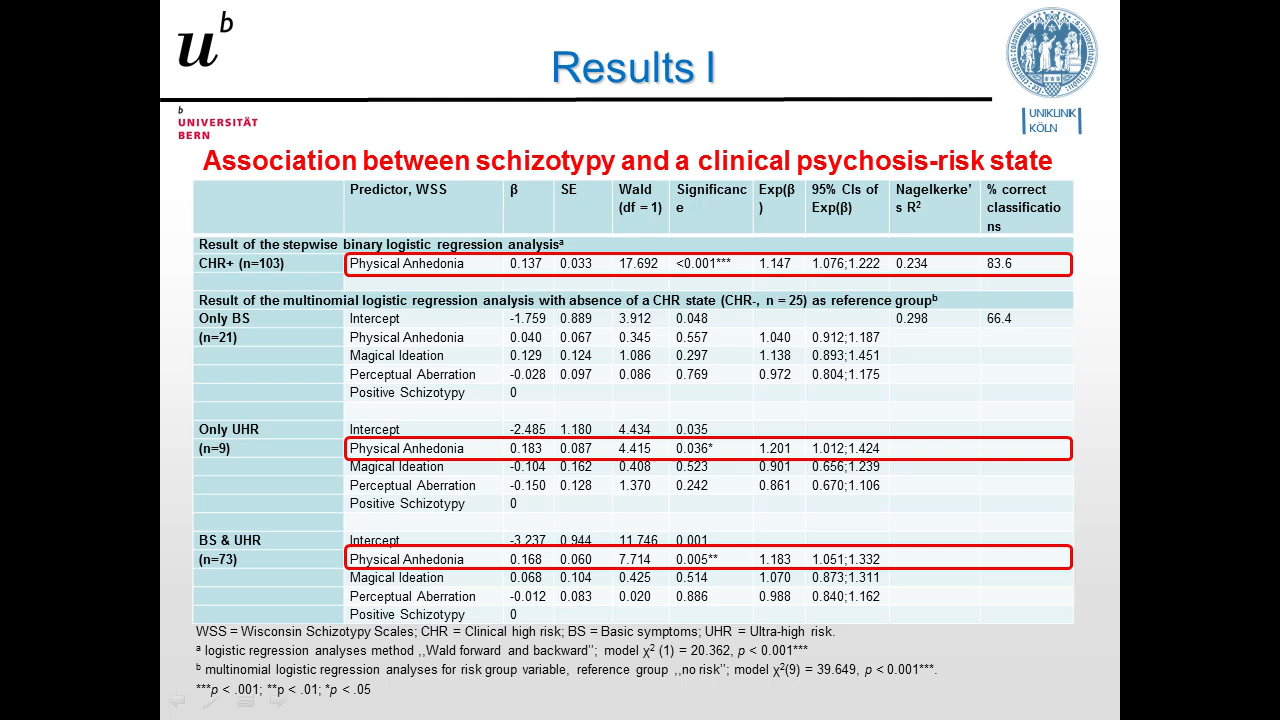 u b
Results I
b
UNIVERSITÄT
BERN
UNIKLINIK
KÖLN
Association between schizotypy and a clinical psychosis-risk state
Predictor, WSS β SE Wald (df = 1) Significance Exp(β) 95% CIs of Exp(β) Nagelkerke’s R2 % correct classifications
Result of the stepwise binary logistic regression analysisᵃ
CHR+ (n=103) Physical Anhedonia 0.137 0.033 17.692 <0.001*** 1.147 1.076;1.222 0.234 83.6
Result of the multinomial logistic regression analysis with absence of a CHR state (CHR-, n = 25) as reference groupᵇ
Only BS Intercept -1.759 0.889 3.912 0.048 0.298 66.4
(n=21) Physical Anhedonia 0.040 0.067 0.345 0.557 1.040 0.912;1.187
Magical Ideation 0.129 0.124 1.086 0.297 1.138 0.893;1.451
Perceptual Aberration -0.028 0.097 0.086 0.769 0.972 0.804;1.175
Positive Schizotypy 0
Only UHR Intercept -2.485 1.180 4.434 0.035
(n=9) Physical Anhedonia 0.183 0.087 4.415 0.036* 1.201 1.012;1.424
Magical Ideation -0.104 0.162 0.408 0.523 0.901 0.656;1.239
Perceptual Aberration -0.150 0.128 1.370 0.242 0.861 0.670;1.106
Positive Schizotypy 0
BS & UHR Intercept -3.237 0.944 11.746 0.001
(n=73) Physical Anhedonia 0.168 0.060 7.714 0.005** 1.183 1.051;1.332
Magical Ideation 0.068 0.104 0.425 0.514 1.070 0.873;1.311
Perceptual Aberration -0.012 0.083 0.020 0.886 0.988 0.840;1.162
Positive Schizotypy 0
WSS = Wisconsin Schizotypy Scales; CHR = Clinical high risk; BS = Basic symptoms; UHR = Ultra-high risk.
ᵃ logistic regression analyses method ,,Wald forward and backward’’; model χ² (1) = 20.362, p < 0.001***
ᵇ multinomial logistic regression analyses for risk group variable, reference group ,,no risk’’; model χ²(9) = 39.649, p < 0.001***.
***p < .001; **p < .01; *p < .05